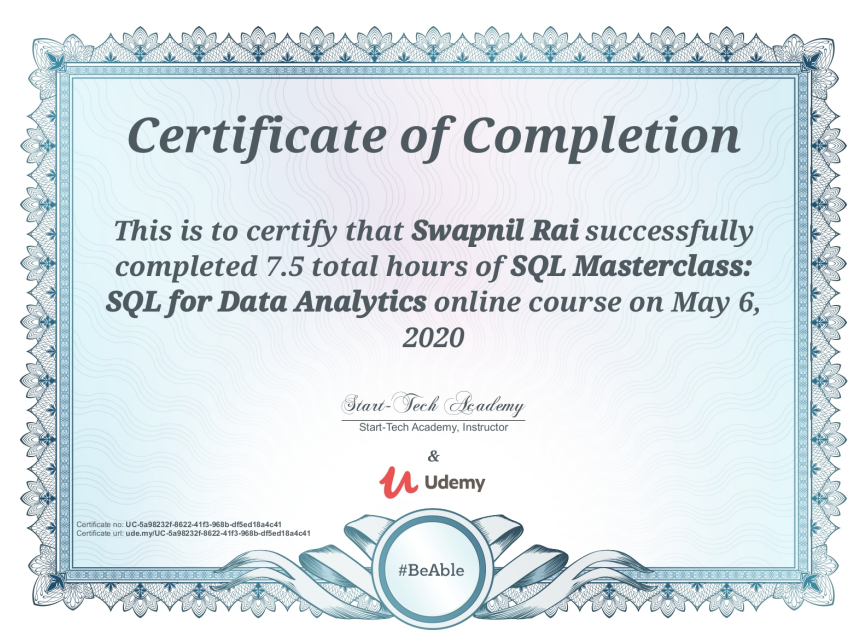 Certificate of Completion
This is to certify that Swapnil Rai successfully
completed 7.5 total hours of SQL Masterclass:
SQL for Data Analytics online course on May 6,
2020
Start-Tech Academy
Start-Tech Academy, Instructor
&
Udemy
Certificate no: UC-5a98232f-8622-41f3-968b-df5ed18a4c41
Certificate url: ude.my/UC-5a98232f-8622-41f3-968b-df5ed18a4c41
#BeAble